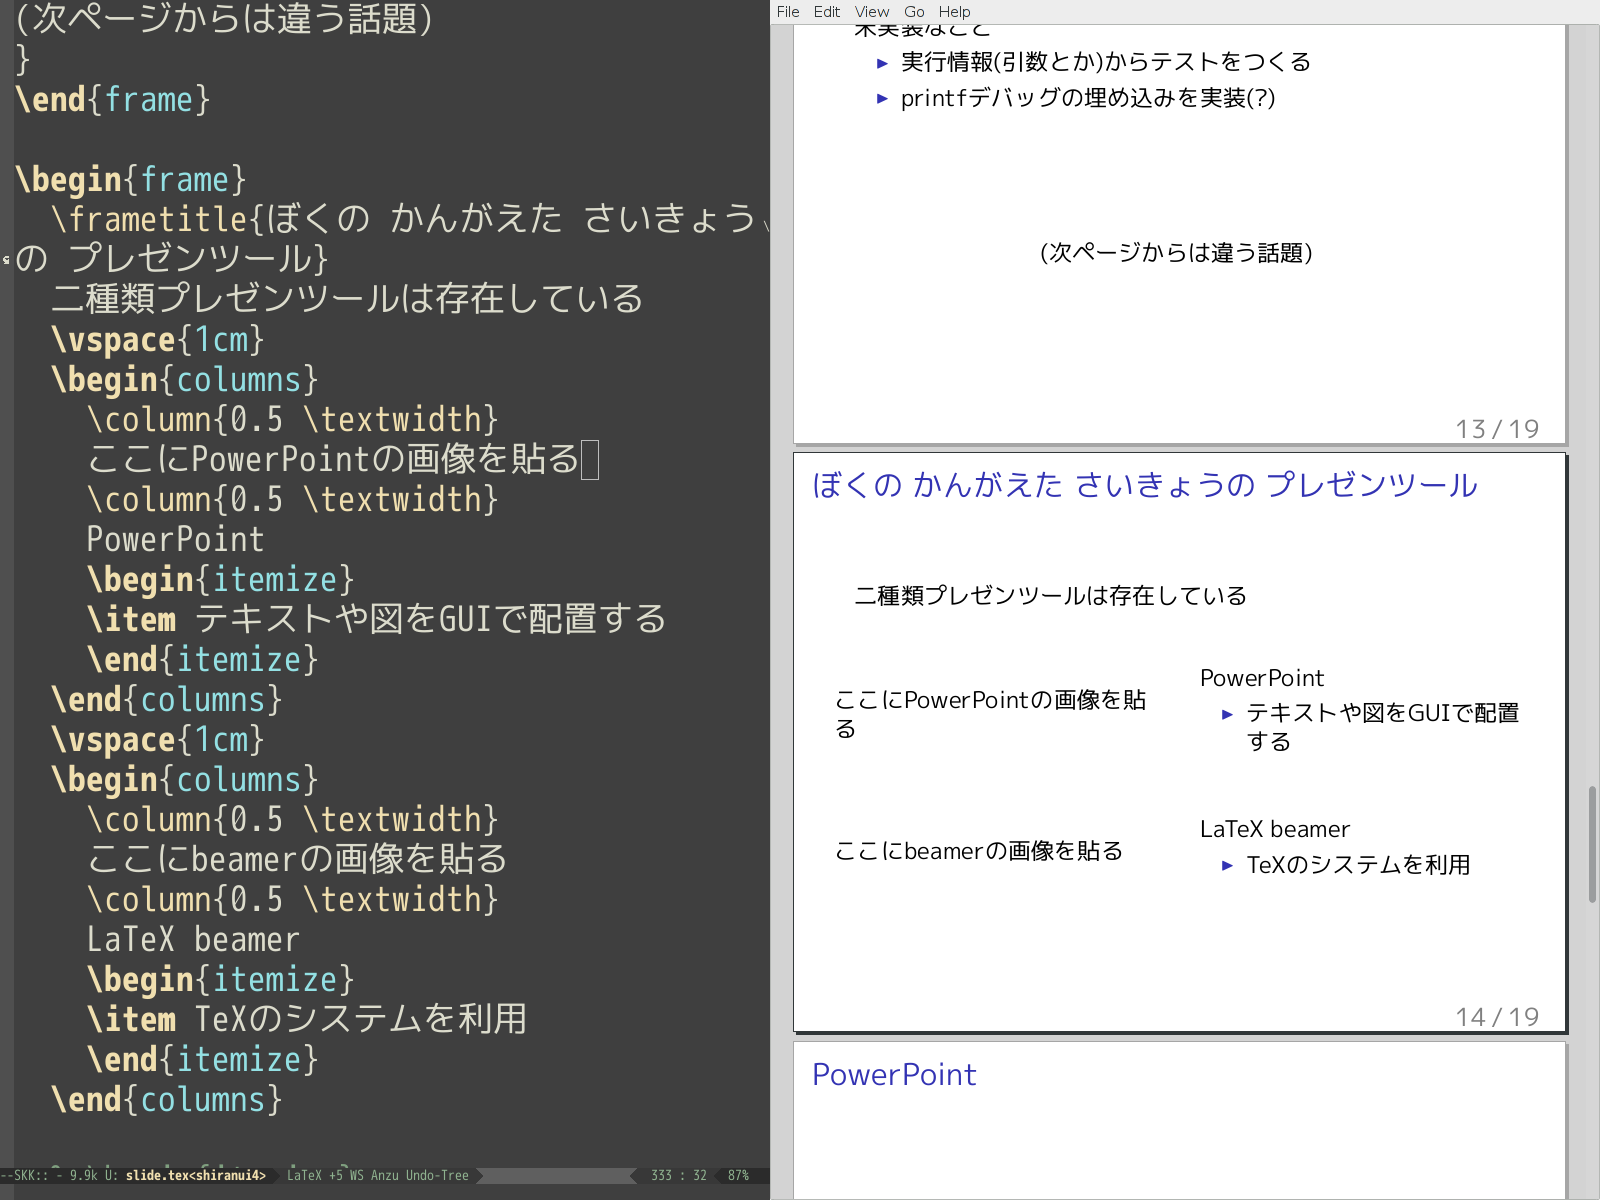 (次ページからは違う話題)
}
\end{frame}
\begin{frame}
\frametitle{ぼくの かんがえた さいきょう\
の プレゼンツール}
二種類プレゼンツールは存在している
\vspace{1cm}
\begin{columns}
\column{0.5 \textwidth}
ここにPowerPointの画像を貼る
\column{0.5 \textwidth}
PowerPoint
\begin{itemize}
\item テキストや図をGUIで配置する
\end{itemize}
\end{columns}
\vspace{1cm}
\begin{columns}
\column{0.5 \textwidth}
ここにbeamerの画像を貼る
\column{0.5 \textwidth}
LaTeX beamer
\begin{itemize}
\item TeXのシステムを利用
\end{itemize}
\end{columns}
--SKK:: - 9.9k U: slide.tex<shiranui4> LaTeX +5 WS Anzu Undo-Tree 333 : 32 87%
File Edit View Go Help
未実装なこと
実行情報(引数とか)からテストをつくる
printfデバッグの埋め込みを実装(?)
(次ページからは違う話題)
13 / 19
ぼくの かんがえた さいきょうの プレゼンツール
二種類プレゼンツールは存在している
ここにPowerPointの画像を貼
る
PowerPoint
テキストや図をGUIで配置
する
ここにbeamerの画像を貼る
LaTeX beamer
TeXのシステムを利用
14 / 19
PowerPoint